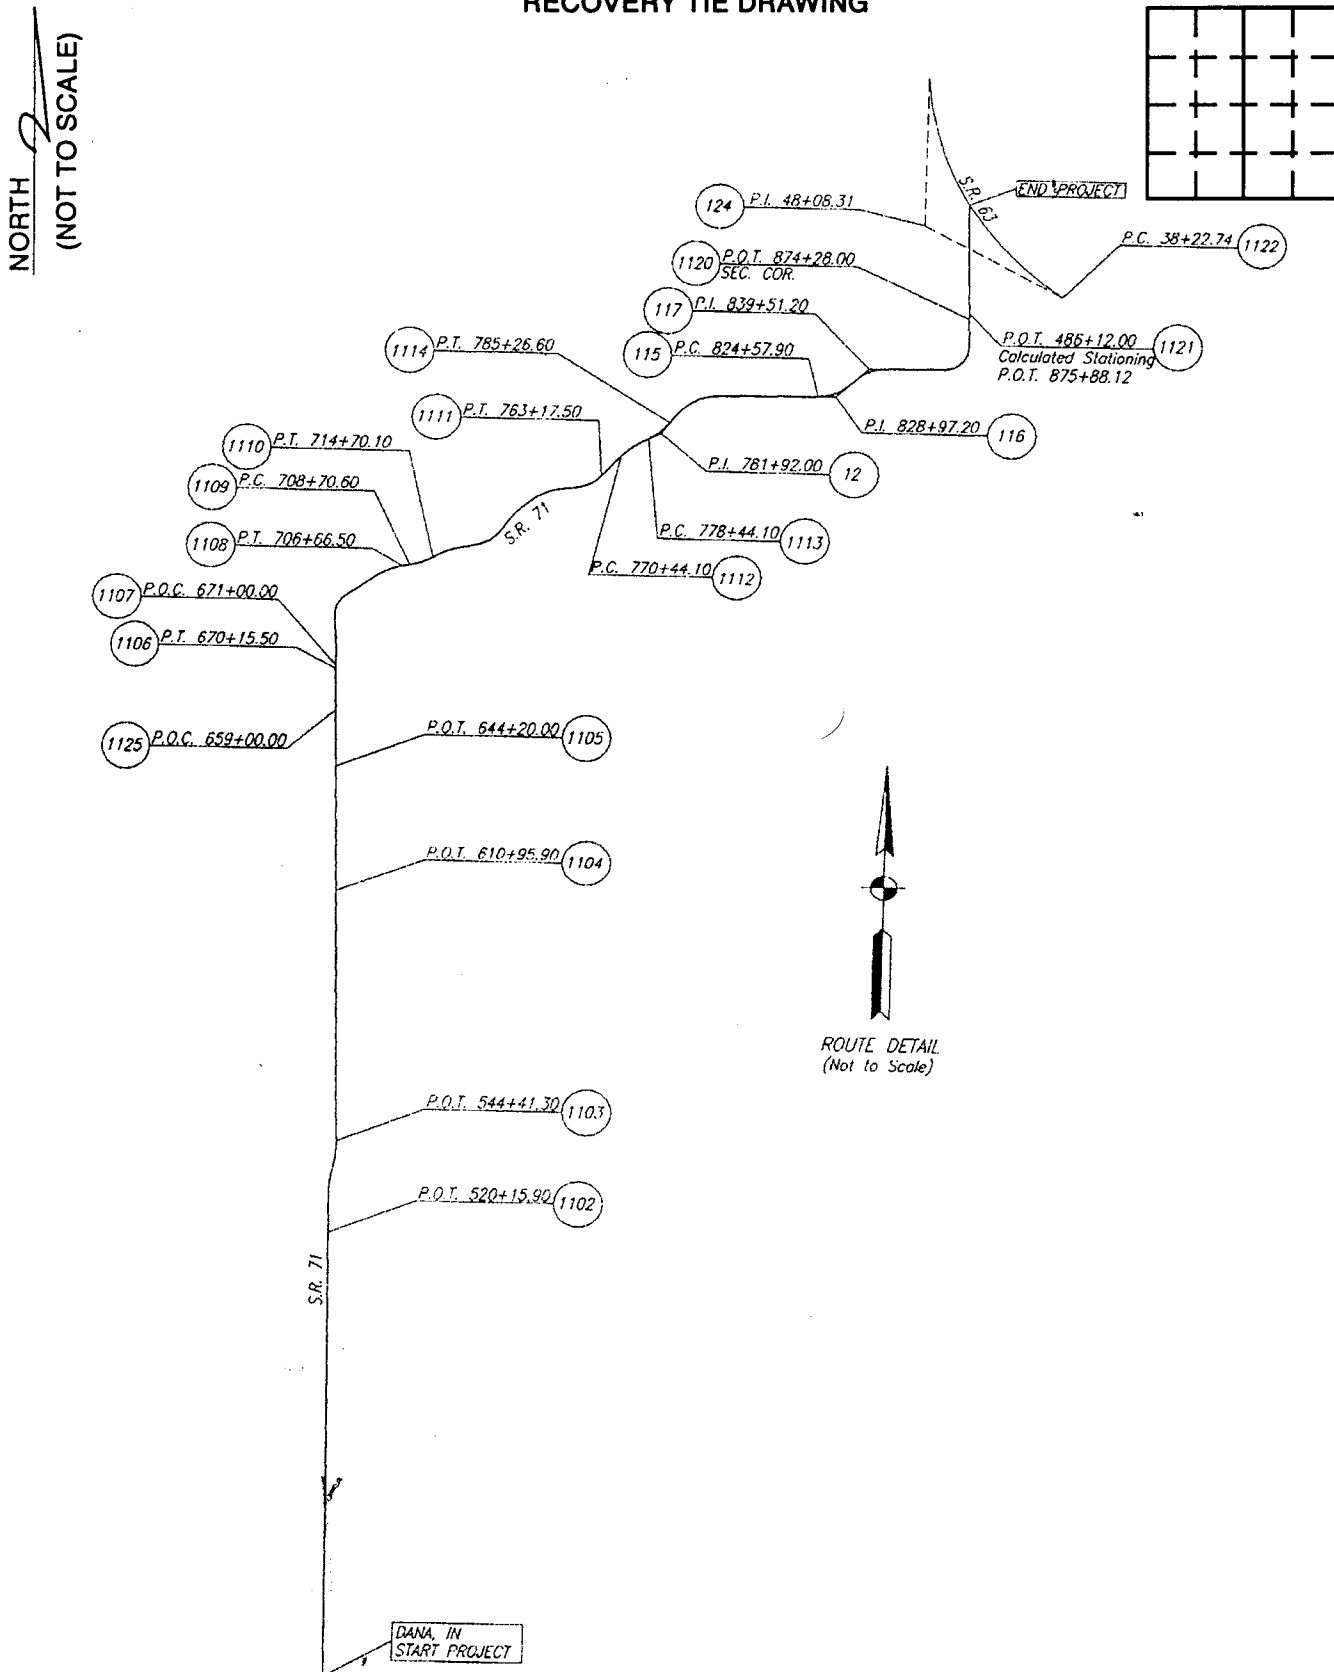 RECOVERY TIE DRAWING
NORTH
(NOT TO SCALE)
S.R. 63
END PROJECT
124 P.I. 48+08.31
P.C. 38+22.74 1122
1120 P.O.T. 874+28.00
SEC. COR.
117 P.I. 839+51.20
1114 P.T. 785+26.60
115 P.C. 824+57.90
P.O.T. 486+12.00 1121
Calculated Stationing
P.O.T. 875+88.12
1111 P.T. 763+17.50
P.I. 828+97.20 116
1110 P.T. 714+70.10
P.I. 781+92.00 12
1109 P.C. 708+70.60
S.R. 71
1108 P.T. 706+66.50
P.C. 778+44.10 1113
P.C. 770+44.10 1112
1107 P.O.C. 671+00.00
1106 P.T. 670+15.50
1125 P.O.C. 659+00.00
P.O.T. 644+20.00 1105
P.O.T. 610+95.90 1104
ROUTE DETAIL
(Not to Scale)
P.O.T. 544+41.30 1103
P.O.T. 520+15.90 1102
S.R. 71
DANA, IN
START PROJECT